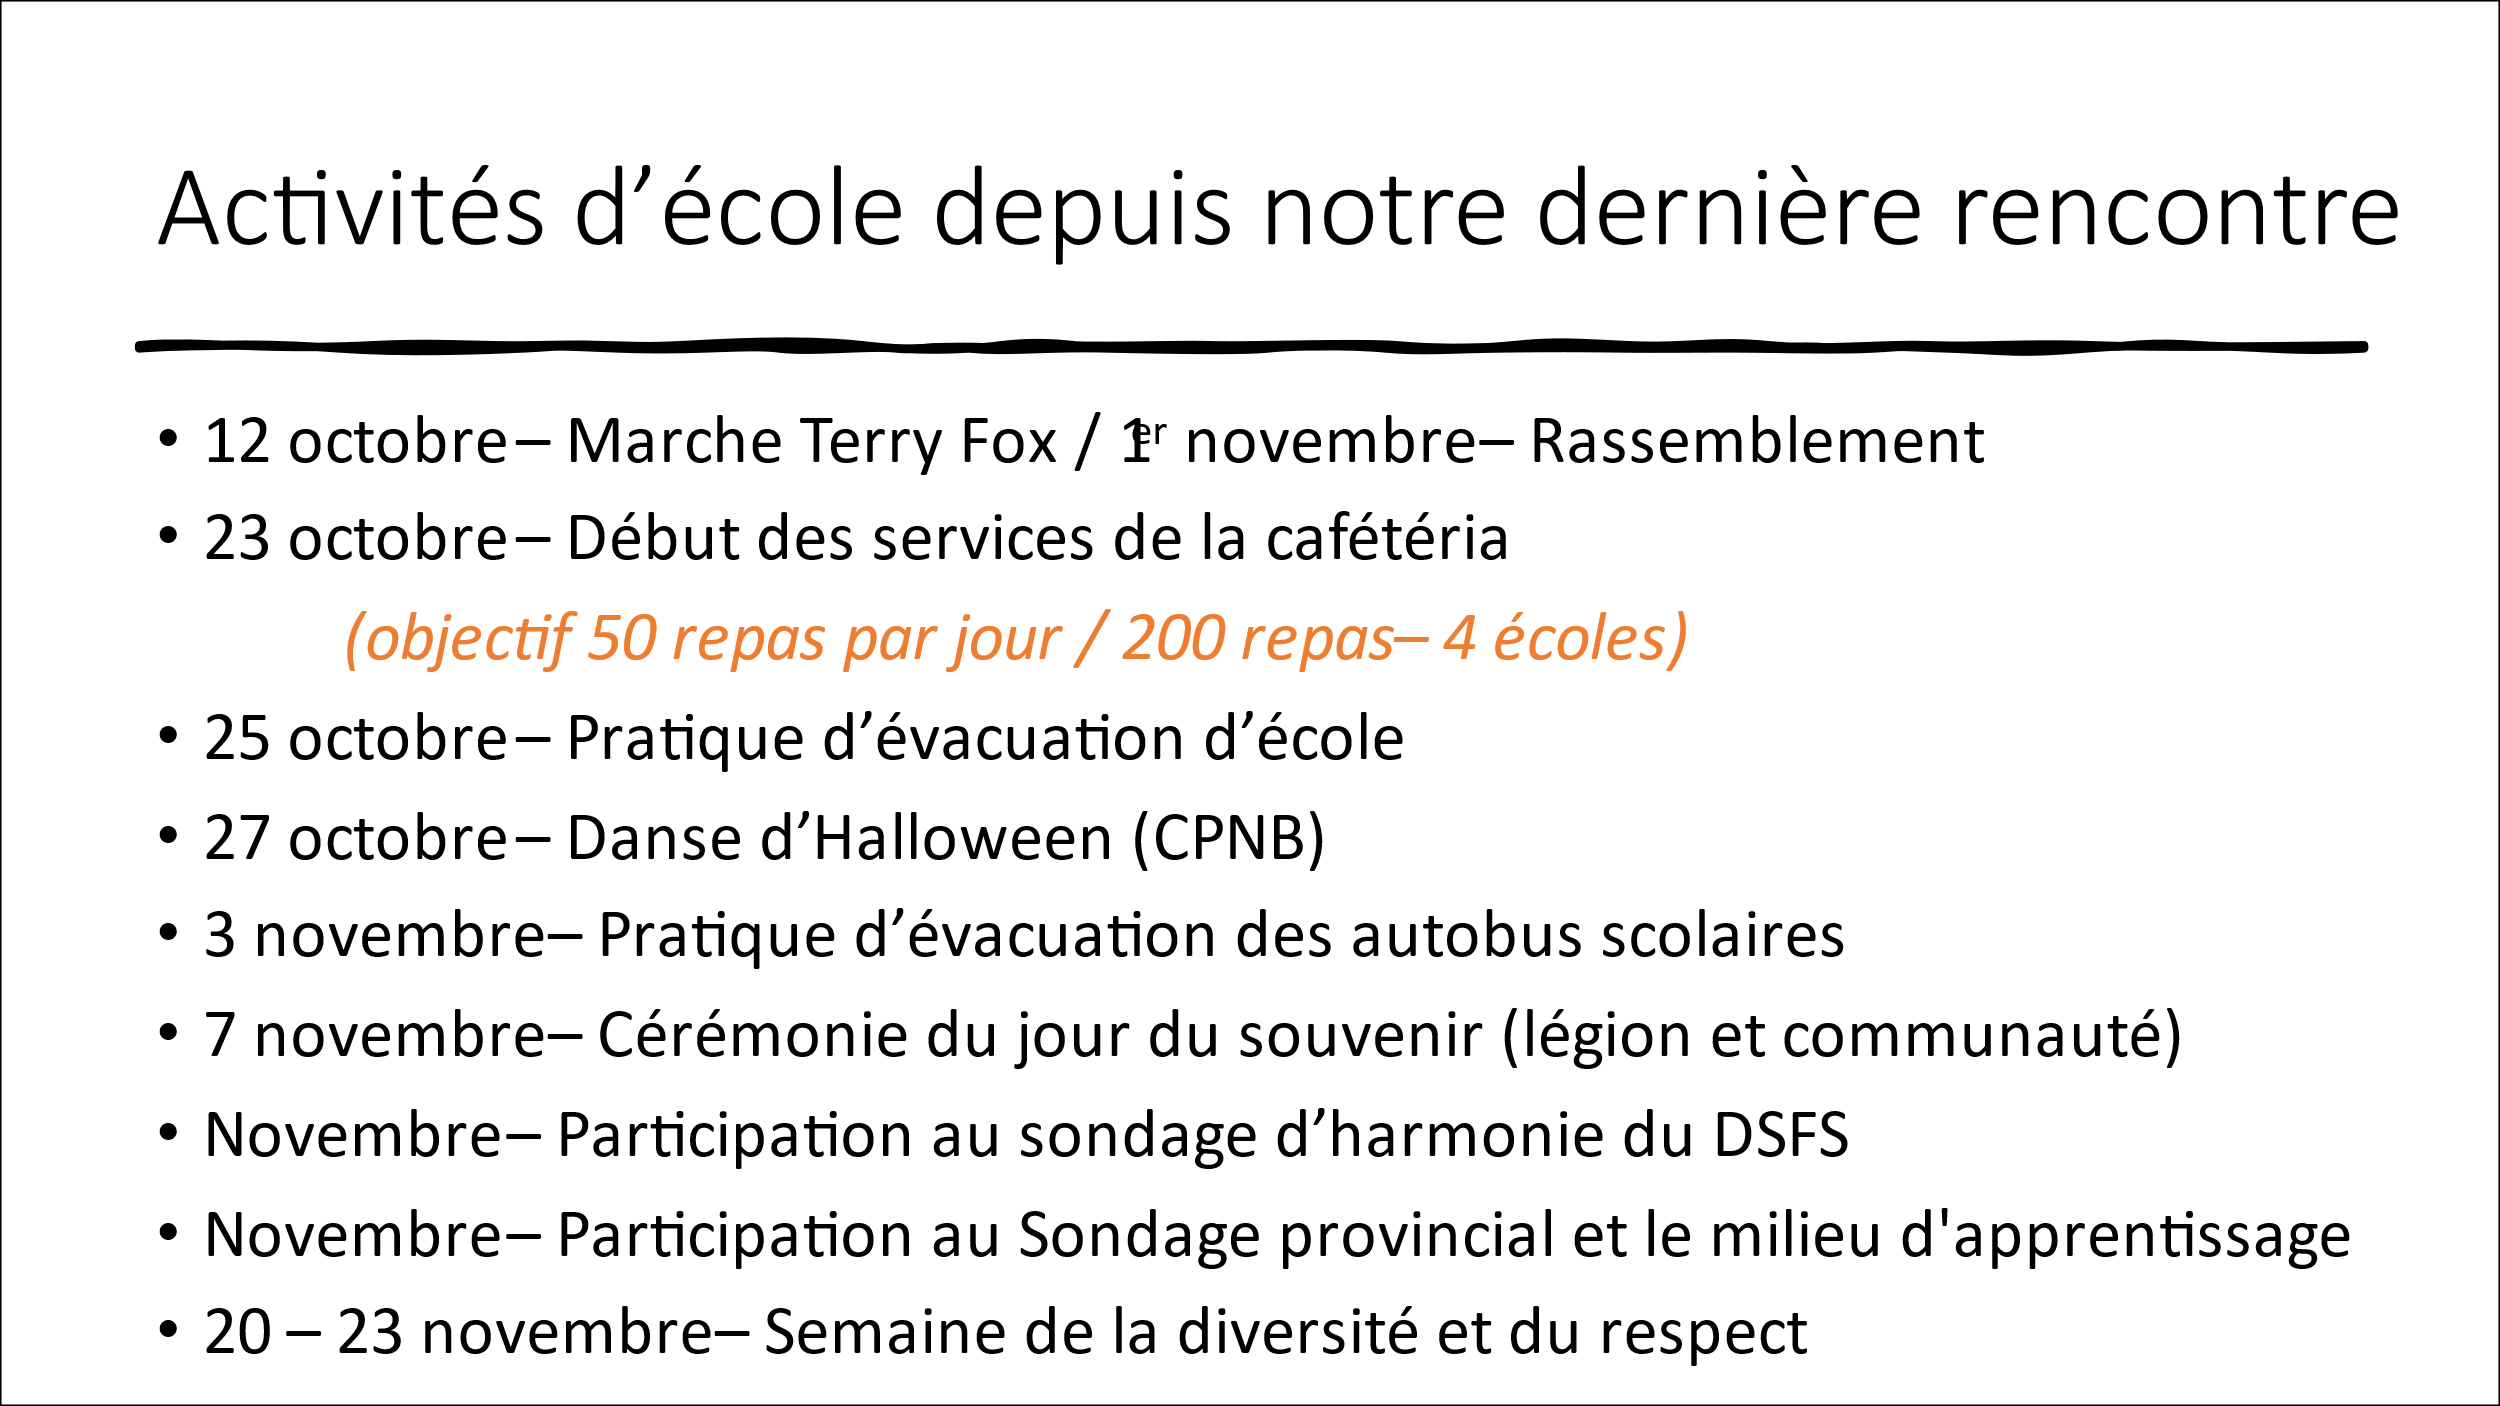 Activités d’école depuis notre dernière rencontre
• 12 octobre– Marche Terry Fox / 1er novembre– Rassemblement
• 23 octobre– Début des services de la cafétéria
(objectif 50 repas par jour / 200 repas– 4 écoles)
• 25 octobre– Pratique d’évacuation d’école
• 27 octobre– Danse d’Halloween (CPNB)
• 3 novembre– Pratique d’évacuation des autobus scolaires
• 7 novembre– Cérémonie du jour du souvenir (légion et communauté)
• Novembre– Participation au sondage d’harmonie du DSFS
• Novembre– Participation au Sondage provincial et le milieu d'apprentissage
• 20 – 23 novembre– Semaine de la diversité et du respect